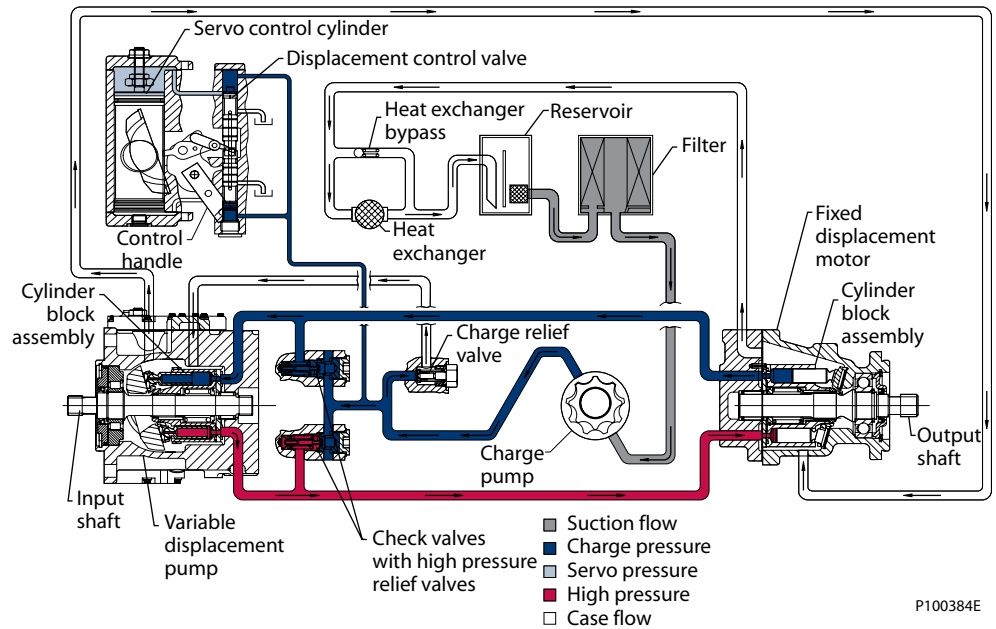 Servo control cylinder
Displacement control valve
Heat exchanger
bypass
Reservoir
Filter
Control
handle
Heat
exchanger
Fixed
displacement
motor
Cylinder
block
assembly
Cylinder
block
assembly
Charge relief
valve
Charge
pump
Output
shaft
Input
shaft
Variable
displacement
pump
Check valves
with high pressure
relief valves
Suction flow
Charge pressure
Servo pressure
High pressure
Case flow
P100384E